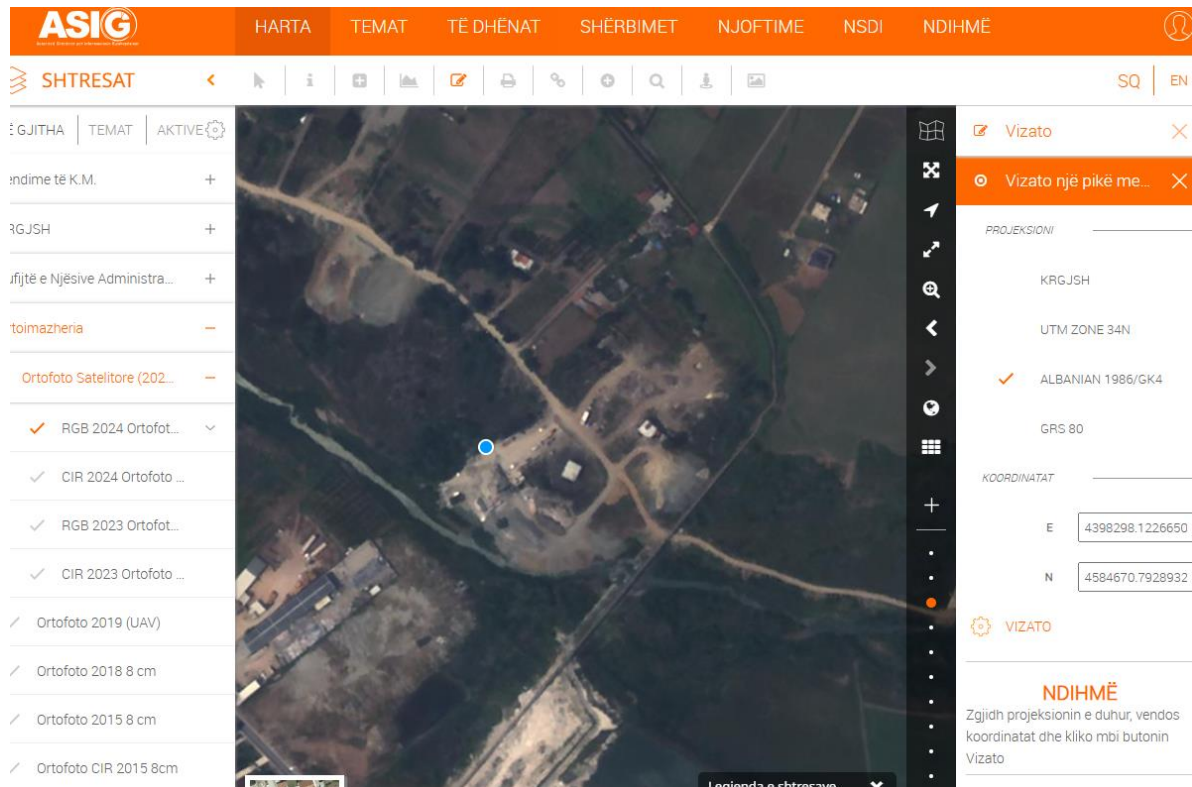 ASIG
HARTA TEMAT TË DHËNAT SHËRBIMET NJOFTIME NSDI NDIHMË
SHTRESAT
SQ EN
GJITHA TEMAT AKTIVE
të K.M.
Njësive Administra...
Ortofoto Satelitore (202...
RGB 2024 Ortofot...
CIR 2024 Ortofoto ...
RGB 2023 Ortofot...
CIR 2023 Ortofoto ...
Ortofoto 2019 (UAV)
Ortofoto 2018 8 cm
Ortofoto 2015 8 cm
Ortofoto CIR 2015 8cm
Legjenda e shtresave
Vizato
Vizato një pikë me...
PROJEKSIONI
KRGJSH
UTM ZONE 34N
ALBANIAN 1986/GK4
GRS 80
KOORDINATAT
E 4398298.1226650
N 4584670.7928932
VIZATO
NDIHMË
Zgjidh projeksionin e duhur, vendos
koordinatat dhe kliko mbi butonin
Vizato